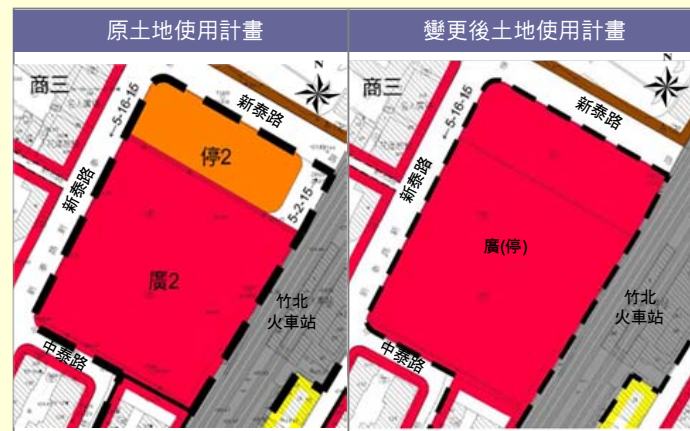 原土地使用計畫
變更後土地使用計畫
商三
←5-16-15
新泰路
N
停2
5-2-15
新泰路
廣2
竹北
火車站
中泰路
商三
←5-16-15
新泰路
N
新泰路
廣(停)
竹北
火車站
中泰路